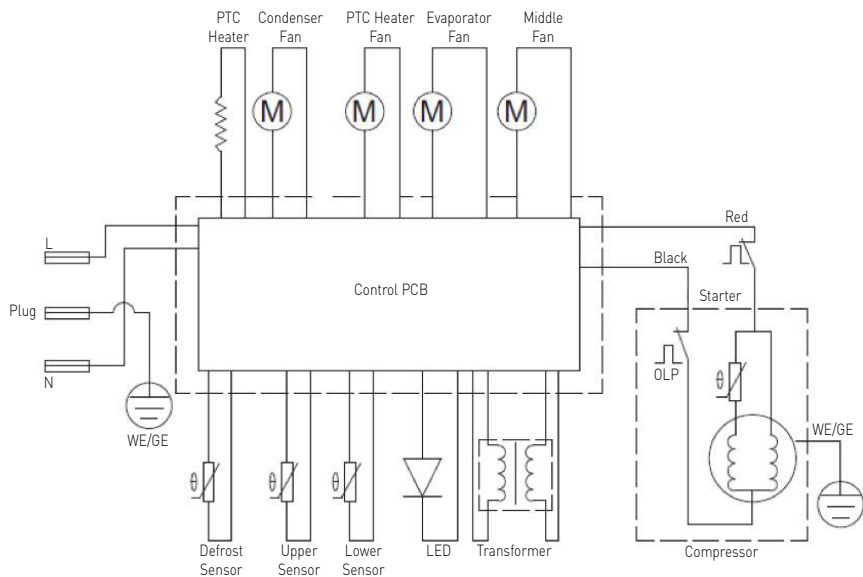 PTC
Heater
Condenser
Fan
PTC Heater
Fan
Evaporator
Fan
Middle
Fan
M
M
M
M
Red
L
Black
Control PCB
Starter
Plug
N
OLP
θ
WE/GE
WE/GE
θ
θ
θ
Defrost
Sensor
Upper
Sensor
Lower
Sensor
LED
Transformer
Compressor